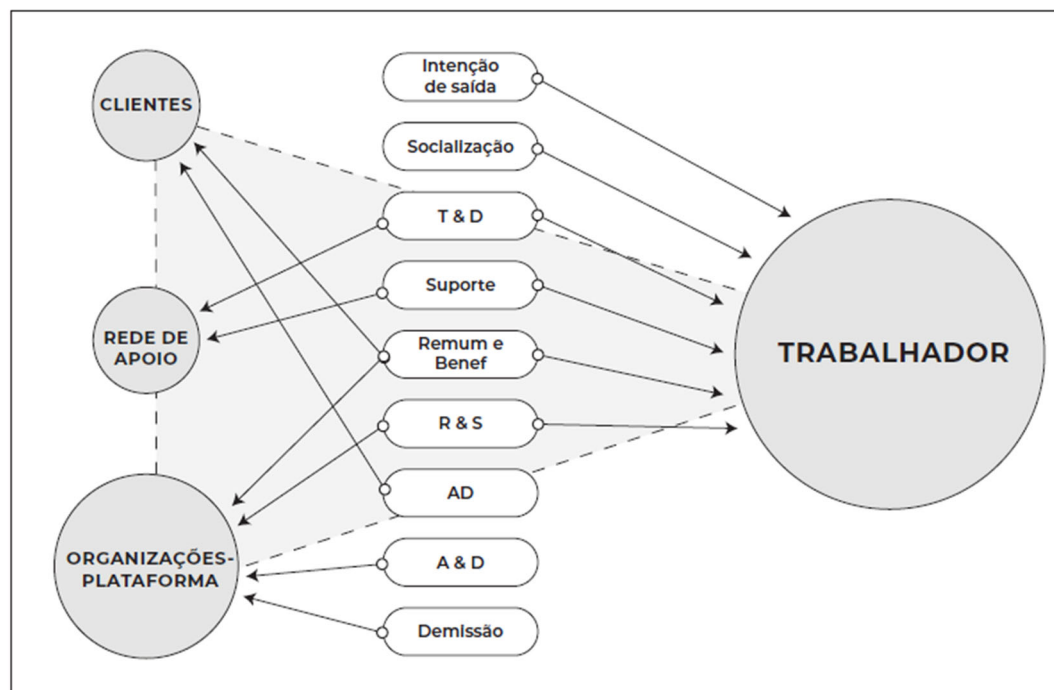 CLIENTES
REDE DE
APOIO
ORGANIZAÇÕES-
PLATAFORMA
Intenção
de saída
Socialização
T & D
Suporte
Remum e
Benef
R & S
AD
A & D
Demissão
TRABALHADOR